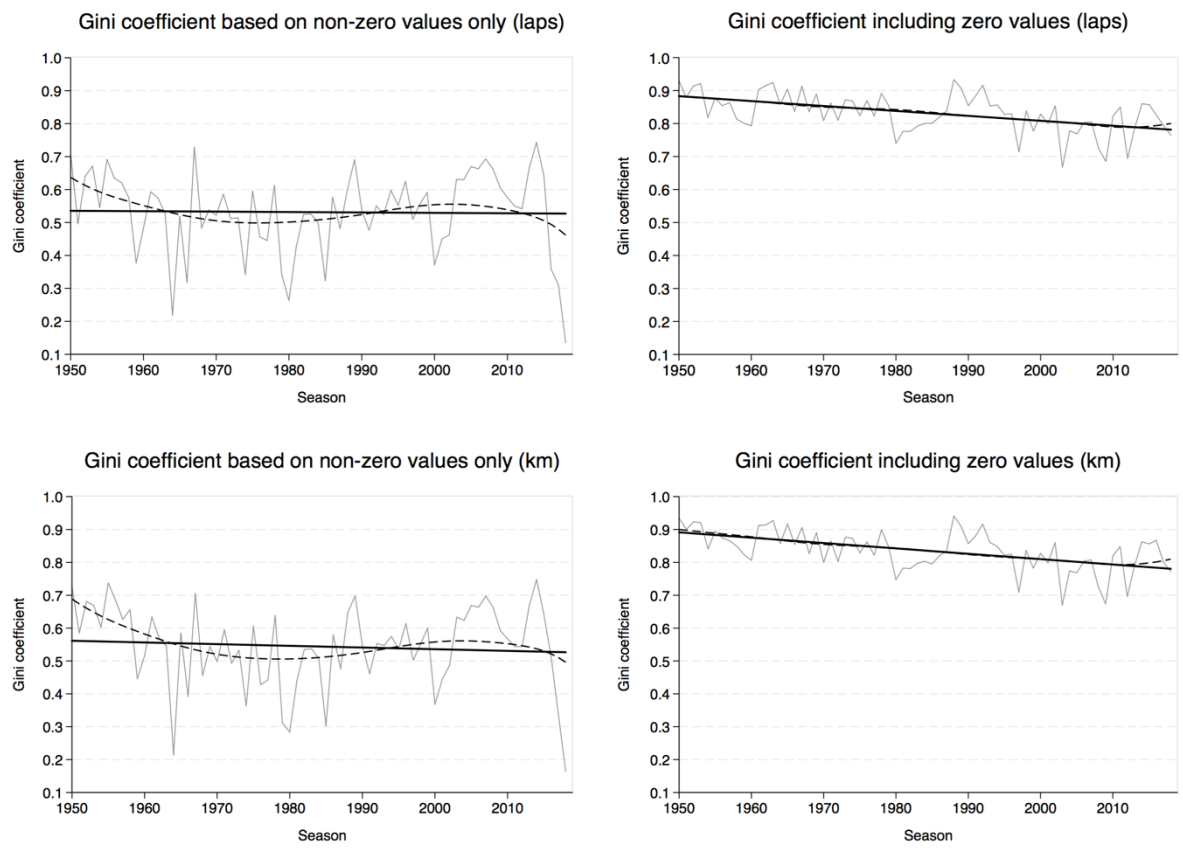 Gini coefficient based on non-zero values only (laps)
1.0
0.9
0.8
0.7
0.6
0.5
0.4
0.3
0.2
0.1
Gini coefficient
1950 1960 1970 1980 1990 2000 2010
Season
Gini coefficient including zero values (laps)
1.0
0.9
0.8
0.7
0.6
0.5
0.4
0.3
0.2
0.1
Gini coefficient
1950 1960 1970 1980 1990 2000 2010
Season
Gini coefficient based on non-zero values only (km)
1.0
0.9
0.8
0.7
0.6
0.5
0.4
0.3
0.2
0.1
Gini coefficient
1950 1960 1970 1980 1990 2000 2010
Season
Gini coefficient including zero values (km)
1.0
0.9
0.8
0.7
0.6
0.5
0.4
0.3
0.2
0.1
Gini coefficient
1950 1960 1970 1980 1990 2000 2010
Season